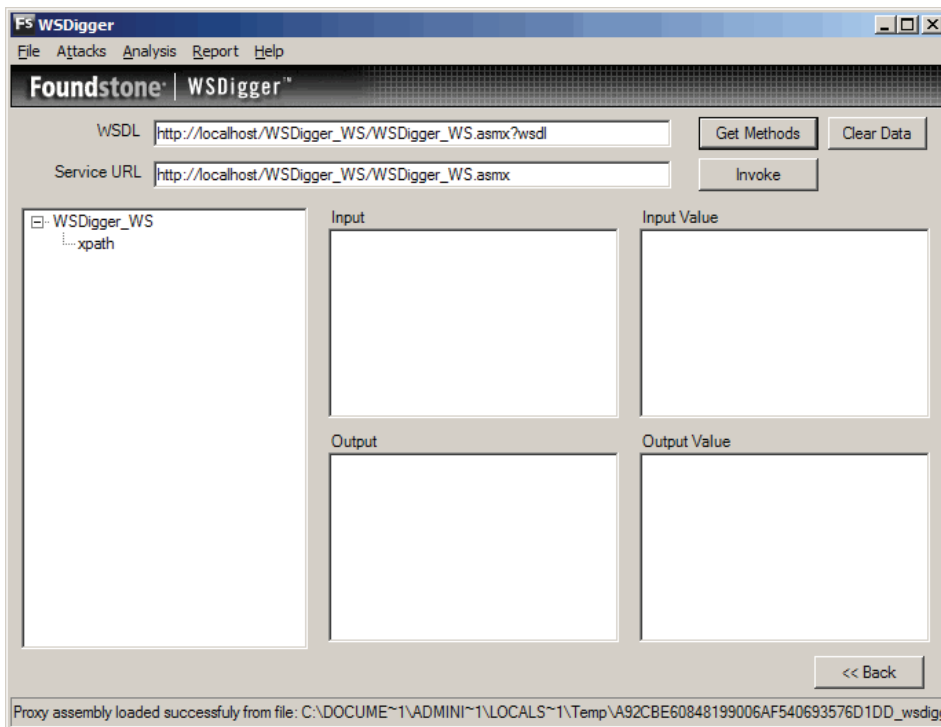 FS WSDigger
File Attacks Analysis Report Help
Foundstone | WSDigger™
WSDL http://localhost/WSDigger_WS/WSDigger_WS.asmx?wsdl Get Methods Clear Data
Service URL http://localhost/WSDigger_WS/WSDigger_WS.asmx Invoke
WSDigger_WS
xpath
Input Input Value
Output Output Value
<< Back
Proxy assembly loaded successfuly from file: C:\DOCUME~1\ADMINI~1\LOCALS~1\Temp\A92CBE60848199006AF540693576D1DD_wsdig